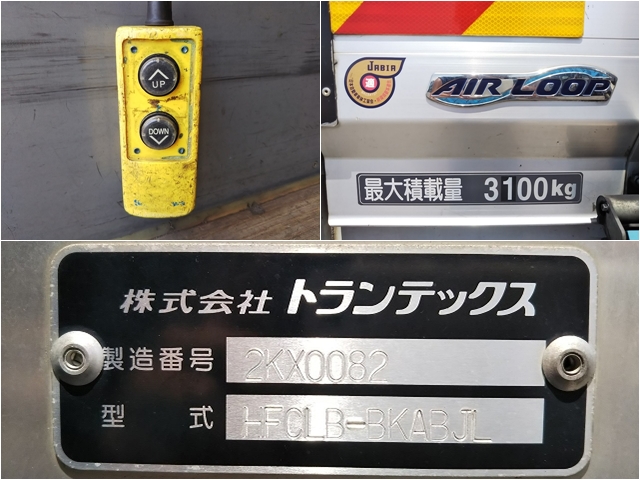 UP
DOWN
JABIA
適
AIR LOOP
最大積載量 3100kg
株式会社 トランテックス
製造番号 2KX0082
型 式 HFCLB-BKABJL